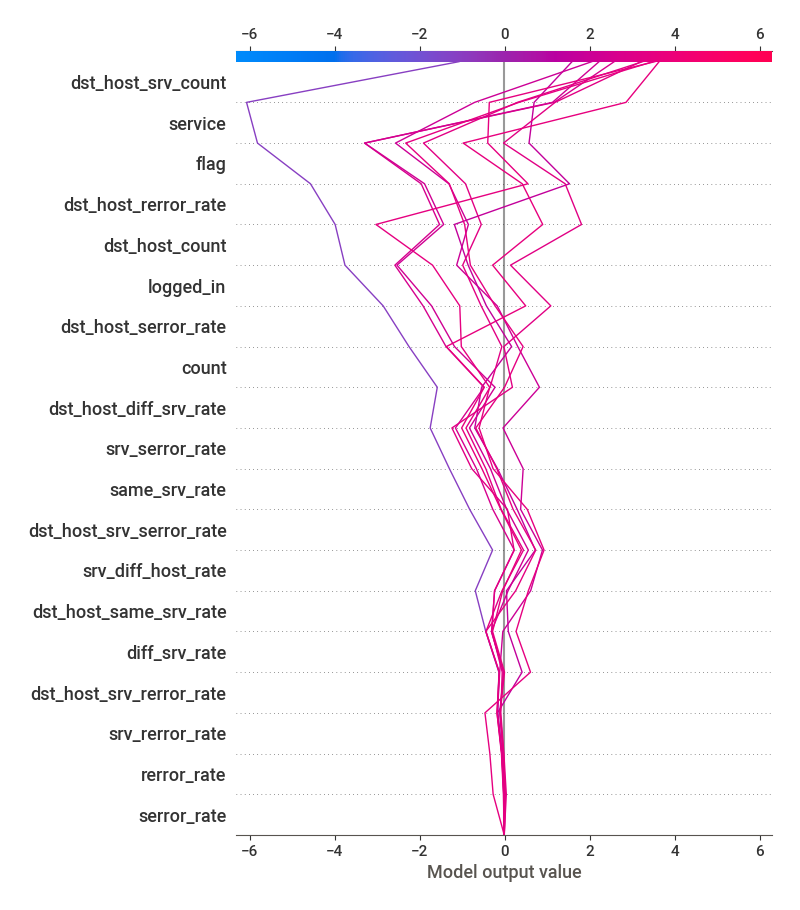 −6 −4 −2 0 2 4 6
dst_host_srv_count
service
flag
dst_host_rerror_rate
dst_host_count
logged_in
dst_host_serror_rate
count
dst_host_diff_srv_rate
srv_serror_rate
same_srv_rate
dst_host_srv_serror_rate
srv_diff_host_rate
dst_host_same_srv_rate
diff_srv_rate
dst_host_srv_rerror_rate
srv_rerror_rate
rerror_rate
serror_rate
−6 −4 −2 0 2 4 6
Model output value